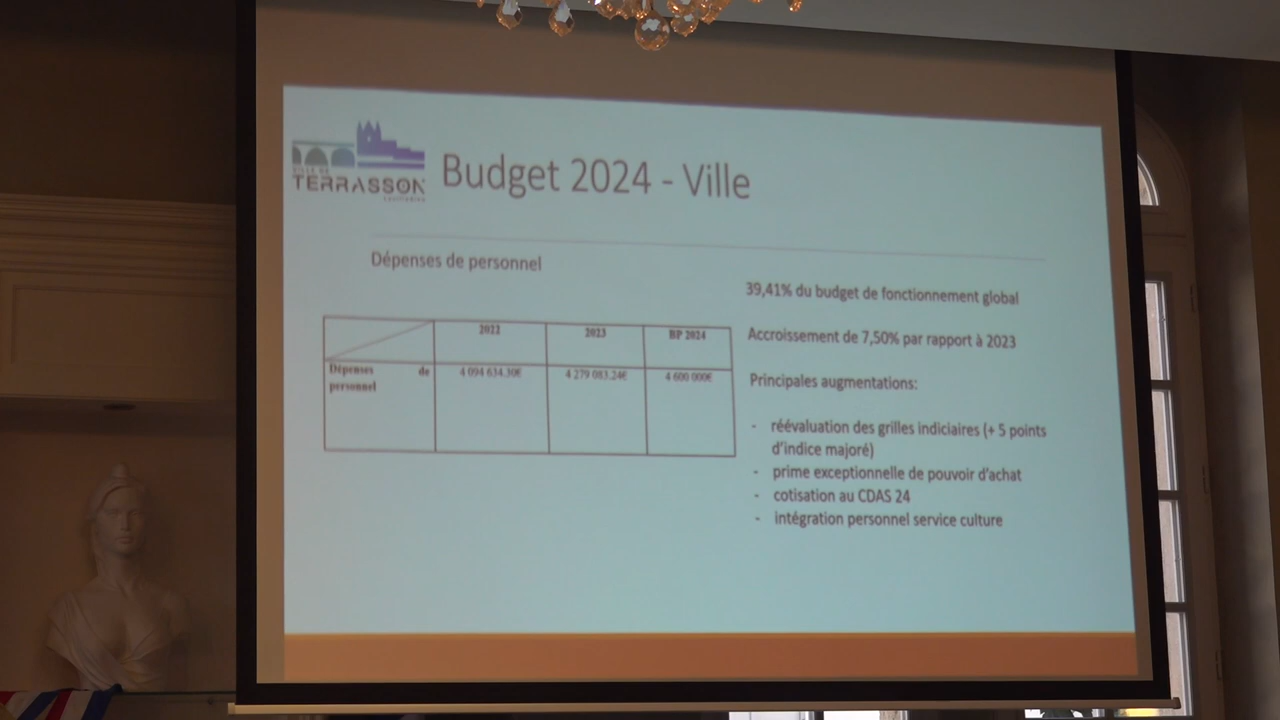 VILLE DE
TERRASSON
Budget 2024 - Ville
Dépenses de personnel
2022 2023 BP 2024
Dépenses de
personnel
4 094 634.30€ 4 279 083.24€ 4 600 000€
39,41% du budget de fonctionnement global
Accroissement de 7,50% par rapport à 2023
Principales augmentations:
- réévaluation des grilles indiciaires (+ 5 points
d'indice majoré)
- prime exceptionnelle de pouvoir d'achat
- cotisation au CDAS 24
- intégration personnel service culture